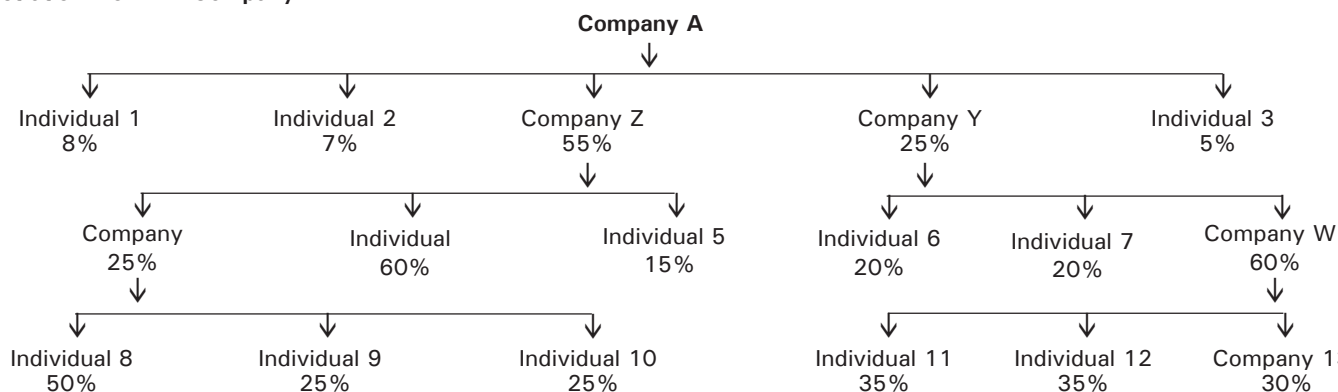 Company A
Individual 1 Individual 2 Company Z Company Y Individual 3
8% 7% 55% 25% 5%
Company Individual Individual 5 Individual 6 Individual 7 Company W
25% 60% 15% 20% 20% 60%
Individual 8 Individual 9 Individual 10 Individual 11 Individual 12 Company
50% 25% 25% 35% 35% 30%